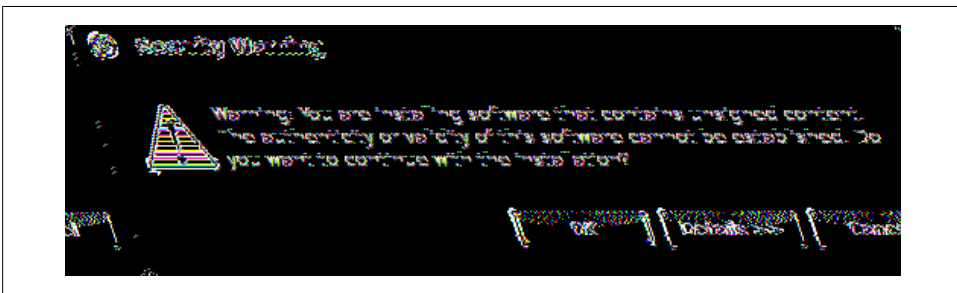 Security Warning
Warning: You are installing software that contains unsigned content.
The authenticity or validity of this software cannot be established. Do
you want to continue with the installation?
OK Details >>